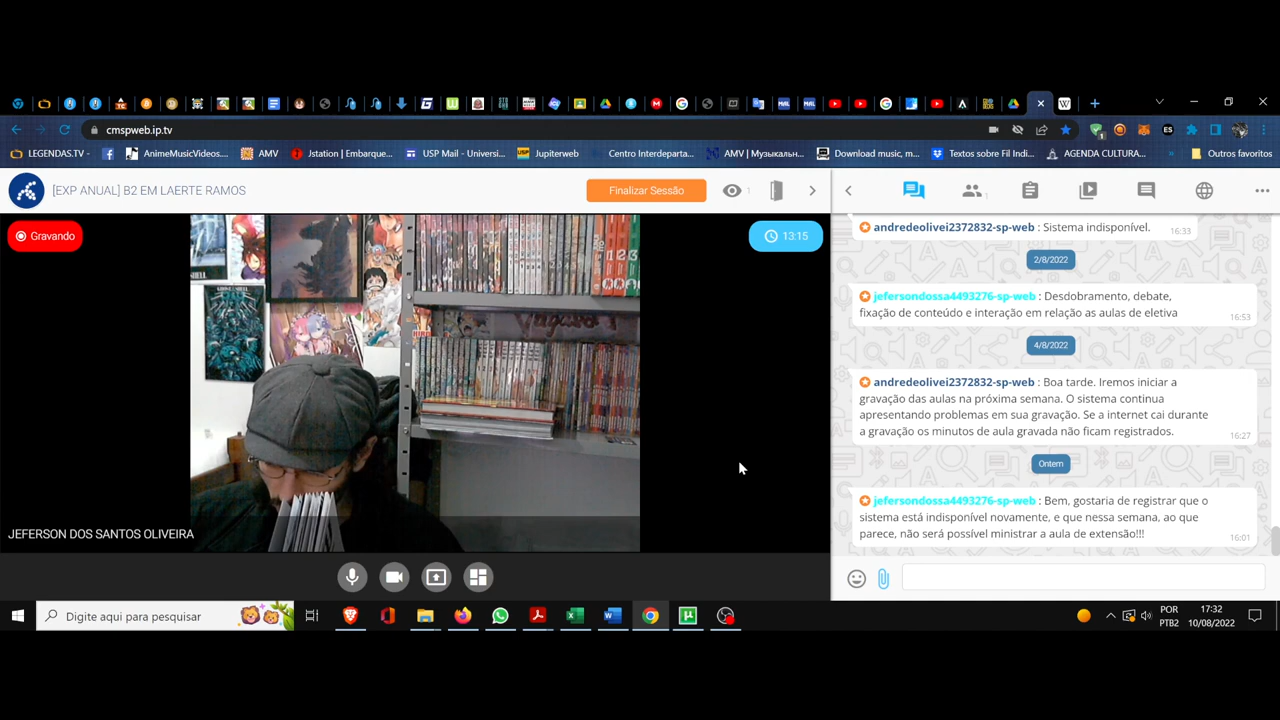 cmspweb.ip.tv
LEGENDAS.TV -
AnimeMusicVideos....
AMV
Jstation | Embarque...
USP Mail - Universi...
Jupiterweb
Centro Interdeparta...
AMV | Музыкальн...
Download music, m...
Textos sobre Fil Indi...
AGENDA CULTURA...
»
Outros favoritos
[EXP ANUAL] B2 EM LAERTE RAMOS
Finalizar Sessão
1
Gravando
13:15
JEFERSON DOS SANTOS OLIVEIRA
1
andredeolivei2372832-sp-web : Sistema indisponível.
16:33
2/8/2022
jefersondossa4493276-sp-web : Desdobramento, debate,
fixação de conteúdo e interação em relação as aulas de eletiva
16:53
4/8/2022
andredeolivei2372832-sp-web : Boa tarde. Iremos iniciar a
gravação das aulas na próxima semana. O sistema continua
apresentando problemas em sua gravação. Se a internet cai durante
a gravação os minutos de aula gravada não ficam registrados.
16:27
Ontem
jefersondossa4493276-sp-web : Bem, gostaria de registrar que o
sistema está indisponível novamente, e que nessa semana, ao que
parece, não será possível ministrar a aula de extensão!!!
16:01
Digite aqui para pesquisar
POR
PTB2
17:32
10/08/2022